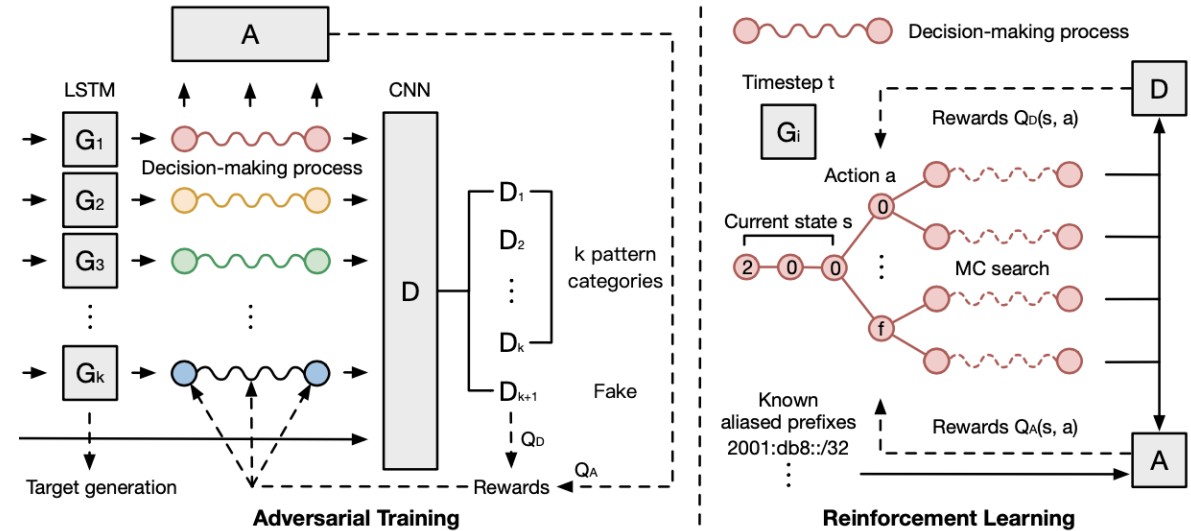 A
LSTM
CNN
G1
Decision-making process
G2
G3
⋮
⋮
Gk
D
D1
D2
⋮
Dk
Dk+1
k pattern
categories
Fake
QD
QA
Target generation
Rewards
Adversarial Training
Decision-making process
Timestep t
Gi
D
Rewards QD(s, a)
Action a
0
Current state s
2 0 0
⋮
MC search
f
Known
aliased prefixes
2001:db8::/32
⋮
Rewards QA(s, a)
A
Reinforcement Learning